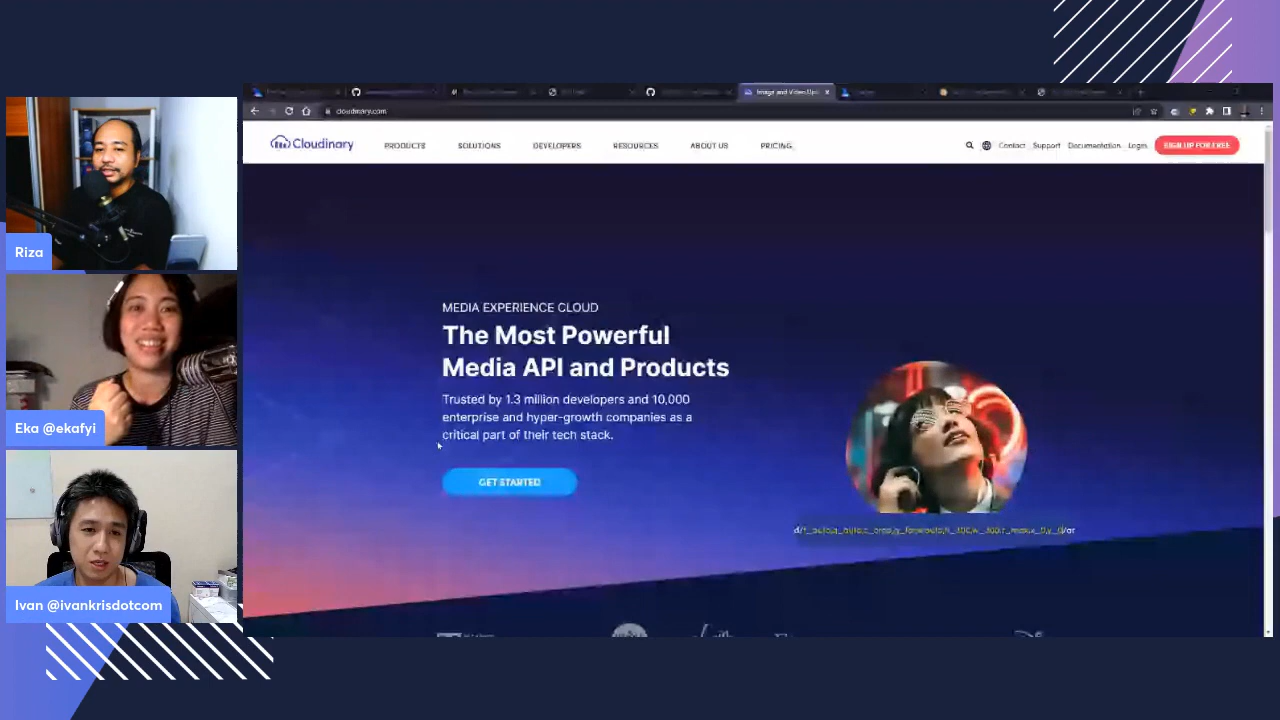 Riza
Eka @ekafyi
Ivan @ivankrisdotcom
Image and Video Upl
cloudinary.com
Cloudinary
PRODUCTS
SOLUTIONS
DEVELOPERS
RESOURCES
ABOUT US
PRICING
Contact
Support
Documentation
Login
SIGN UP FOR FREE
MEDIA EXPERIENCE CLOUD
The Most Powerful
Media API and Products
Trusted by 1.3 million developers and 10,000
enterprise and hyper-growth companies as a
critical part of their tech stack.
GET STARTED